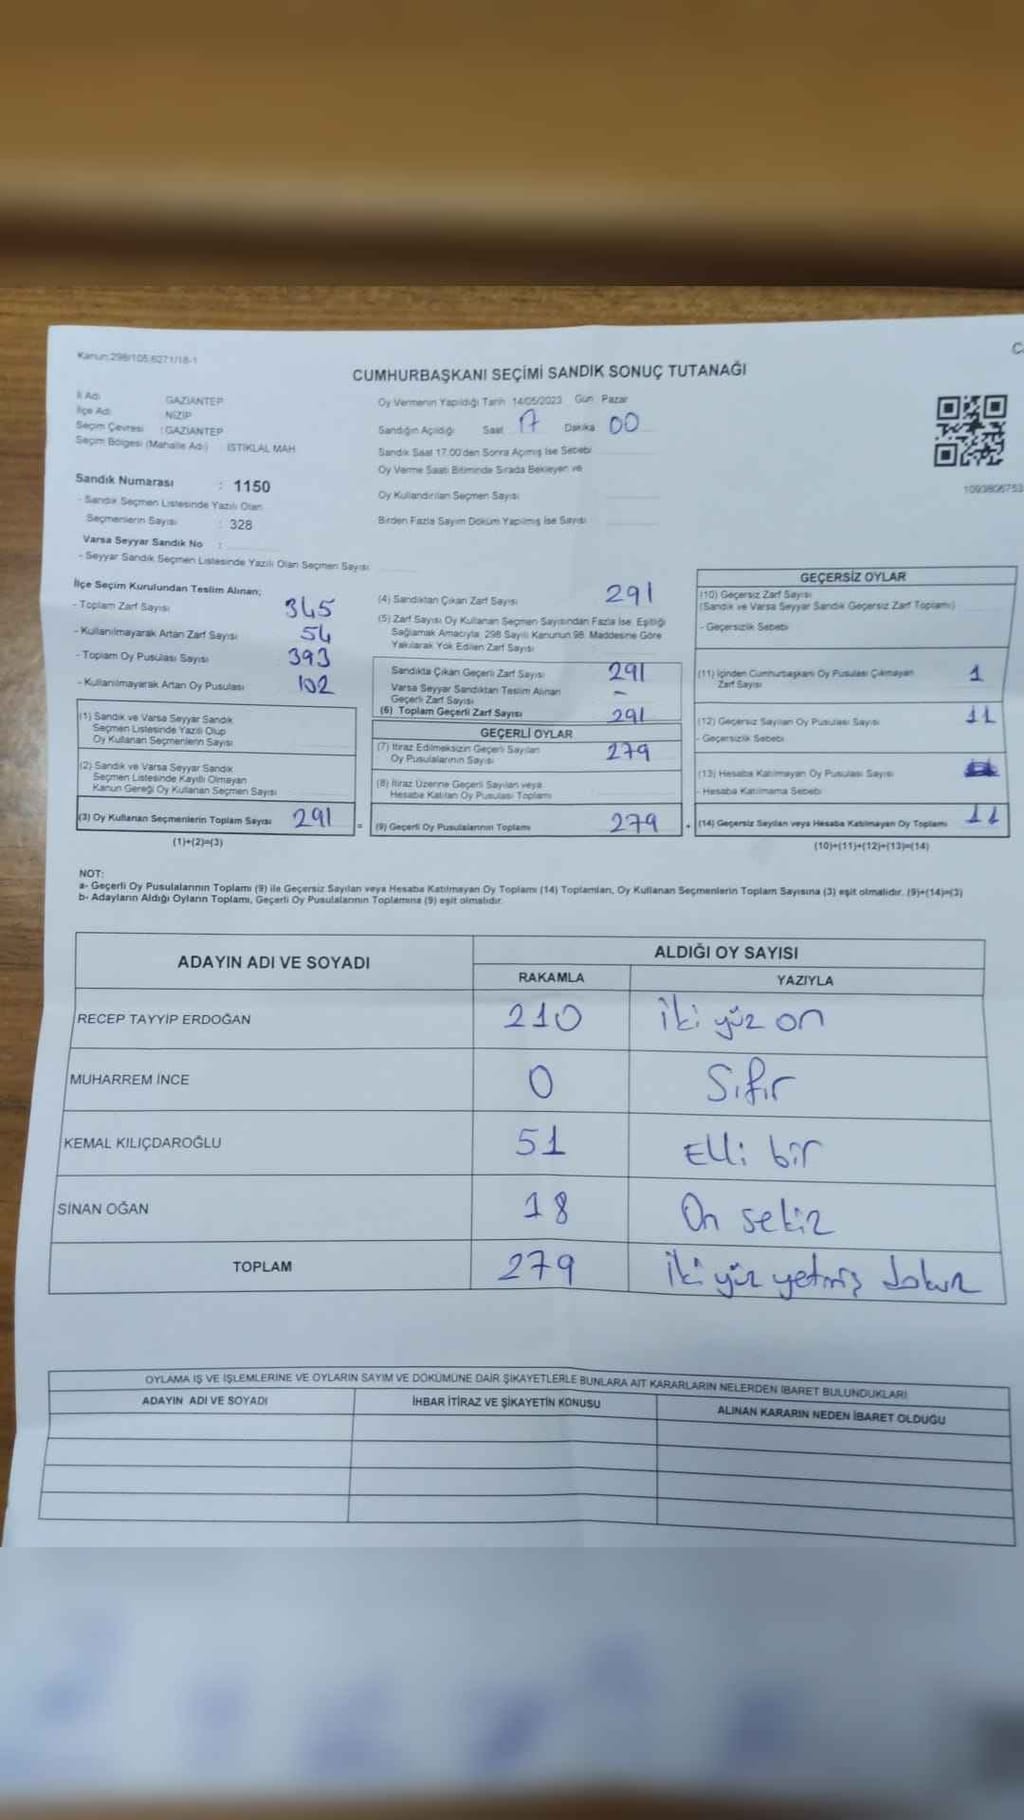 Kanun:298/105.6271/18-1
CUMHURBAŞKANI SEÇİMİ SANDIK SONUÇ TUTANAĞI
İl Adı GAZİANTEP
İlçe Adı NİZİP
Seçim Çevresi : GAZİANTEP
Seçim Bölgesi (Mahalle Adı) İSTİKLAL MAH
Oy Vermenin Yapıldığı Tarih 14/05/2023 Gün Pazar
Sandığın Açıldığı Saat 17 Dakika 00
Sandık Saat 17.00'den Sonra Açılmış İse Sebebi
Oy Verme Saati Bitiminde Sırada Bekleyen ve
Oy Kullandırılan Seçmen Sayısı
Birden Fazla Sayım Döküm Yapılmış İse Sayısı
Sandık Numarası : 1150
- Sandık Seçmen Listesinde Yazılı Olan
Seçmenlerin Sayısı : 328
Varsa Seyyar Sandık No :
- Seyyar Sandık Seçmen Listesinde Yazılı Olan Seçmen Sayısı
İlçe Seçim Kurulundan Teslim Alınan;
- Toplam Zarf Sayısı 345
- Kullanılmayarak Artan Zarf Sayısı 54
- Toplam Oy Pusulası Sayısı 393
- Kullanılmayarak Artan Oy Pusulası 102
(1) Sandık ve Varsa Seyyar Sandık
Seçmen Listesinde Yazılı Olup
Oy Kullanan Seçmenlerin Sayısı
(2) Sandık ve Varsa Seyyar Sandık
Seçmen Listesinde Kayıtlı Olmayan
Kanun Gereği Oy Kullanan Seçmen Sayısı
(3) Oy Kullanan Seçmenlerin Toplam Sayısı 291
(1)+(2)=(3)
(4) Sandıktan Çıkan Zarf Sayısı 291
(5) Zarf Sayısı Oy Kullanan Seçmen Sayısından Fazla İse, Eşitliği
Sağlamak Amacıyla, 298 Sayılı Kanunun 98. Maddesine Göre
Yakılarak Yok Edilen Zarf Sayısı
Sandıkta Çıkan Geçerli Zarf Sayısı 291
Varsa Seyyar Sandıktan Teslim Alınan
Geçerli Zarf Sayısı -
(6) Toplam Geçerli Zarf Sayısı 291
GEÇERLİ OYLAR
(7) İtiraz Edilmeksizin Geçerli Sayılan
Oy Pusulalarının Sayısı 279
(8) İtiraz Üzerine Geçerli Sayılan veya
Hesaba Katılan Oy Pusulası Toplamı
(9) Geçerli Oy Pusulalarının Toplamı 279
GEÇERSİZ OYLAR
(10) Geçersiz Zarf Sayısı
(Sandık ve Varsa Seyyar Sandık Geçersiz Zarf Toplamı)
- Geçersizlik Sebebi
(11) İçinden Cumhurbaşkanı Oy Pusulası Çıkmayan
Zarf Sayısı 1
(12) Geçersiz Sayılan Oy Pusulası Sayısı 11
- Geçersizlik Sebebi
(13) Hesaba Katılmayan Oy Pusulası Sayısı
- Hesaba Katılmama Sebebi
(14) Geçersiz Sayılan veya Hesaba Katılmayan Oy Toplamı 11
(10)+(11)+(12)+(13)=(14)
NOT:
a- Geçerli Oy Pusulalarının Toplamı (9) ile Geçersiz Sayılan veya Hesaba Katılmayan Oy Toplamı (14) Toplamları, Oy Kullanan Seçmenlerin Toplam Sayısına (3) eşit olmalıdır. (9)+(14)=(3)
b- Adayların Aldığı Oyların Toplamı, Geçerli Oy Pusulalarının Toplamına (9) eşit olmalıdır.
ADAYIN ADI VE SOYADI ALDIĞI OY SAYISI
RAKAMLA YAZIYLA
RECEP TAYYİP ERDOĞAN 210 İki yüz on
MUHARREM İNCE 0 Sıfır
KEMAL KILIÇDAROĞLU 51 Elli bir
SİNAN OĞAN 18 On sekiz
TOPLAM 279 İki yüz yetmiş dokuz
OYLAMA İŞ VE İŞLEMLERİNE VE OYLARIN SAYIM VE DÖKÜMÜNE DAİR ŞİKAYETLERLE BUNLARA AİT KARARLARIN NELERDEN İBARET BULUNDUKLARI
ADAYIN ADI VE SOYADI İHBAR İTİRAZ VE ŞİKAYETİN KONUSU ALINAN KARARIN NEDEN İBARET OLDUĞU